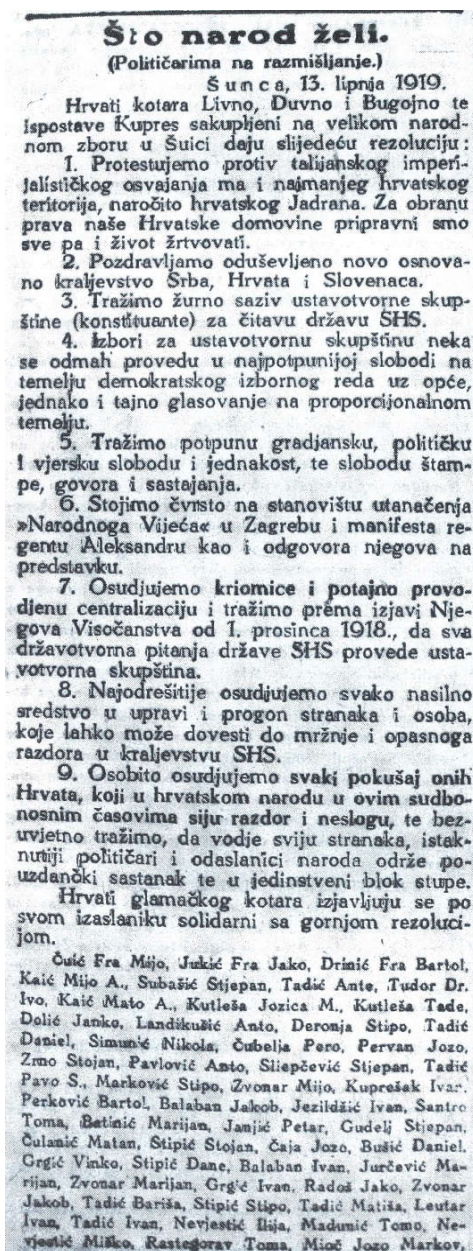 Što narod želi.
(Političarima na razmišljanje.)
Šunca, 13. lipnja 1919.
Hrvati kotara Livno, Duvno i Bugojno te
ispostave Kupres sakupljeni na velikom narod-
nom zboru u Šuici daju slijedeću rezoluciju:
1. Protestujemo protiv talijanskog imperi-
jalističkog osvajanja ma i najmanjeg hrvatskog
teritorija, naročito hrvatskog Jadrana. Za obranu
prava naše Hrvatske domovine pripravni smo
sve pa i život žrtvovati.
2. Pozdravljamo oduševljeno novo osnova-
no kraljevstvo Srba, Hrvata i Slovenaca.
3. Tražimo žurno saziv ustavotvorne skup-
štine (konstituante) za čitavu državu SHS.
4. Izbori za ustavotvornu skupštinu neka
se odmah provedu u najpotpunijoj slobodi na
temelju demokratskog izbornog reda uz opće,
jednako i tajno glasovanje na proporcijonalnom
temelju.
5. Tražimo potpunu gradjansku, političku
i vjersku slobodu i jednakost, te slobodu štam-
pe, govora i sastajanja.
6. Stojimo čvrsto na stanovištu utanačenja
»Narodnoga Vijeća« u Zagrebu i manifesta re-
gentu Aleksandru kao i odgovora njegova na
predstavku.
7. Osudjujemo kriomice i potajno provo-
djenu centralizaciju i tražimo prema izjavi Nje-
gova Visočanstva od 1. prosinca 1918., da sva
državotvorna pitanja države SHS provede usta-
votvorna skupština.
8. Najodrešitije osudjujemo svako nasilno
sredstvo u upravi i progon stranaka i osoba,
koje lahko može dovesti do mržnje i opasnoga
razdora u kraljevstvu SHS.
9. Osobito osudjujemo svaki pokušaj onih
Hrvata, koji u hrvatskom narodu u ovim sudbo-
nosnim časovima siju razdor i neslogu, te bez-
uvjetno tražimo, da vodje sviju stranaka, istak-
nutiji političari i odaslanici naroda održe po-
uzdančki sastanak te u jedinstveni blok stupe.
Hrvati glamačkog kotara izjavljuju se po
svom izaslaniku solidarni sa gornjom rezoluci-
jom.
Čuić Fra Mijo, Jukić Fra Jako, Drinić Fra Bartol,
Kaić Mijo A., Subašić Stjepan, Tadić Ante, Tudor Dr.
Ivo, Kaić Mato A., Kutleša Jozica M., Kutleša Tade,
Dolić Janko, Landikušić Anto, Deronja Stipo, Tadić
Daniel, Simunić Nikola, Čubelja Pero, Pervan Jozo,
Zrno Stojan, Pavlović Anto, Sliepčević Stjepan, Tadić
Pavo S., Marković Stipo, Zvonar Mijo, Kuprešak Ivan
Perković Bartol, Balaban Jakob, Jezildžić Ivan, Santro
Toma, Betinić Marijan, Janjić Petar, Gudelj Stjepan,
Čulanić Matan, Stipić Stojan, Čaja Jozo, Bušić Daniel,
Grgić Vinko, Stipić Dane, Balaban Ivan, Jurčević Ma-
rijan, Zvonar Marijan, Grgić Ivan, Radoš Jako, Zvonar
Jakob, Tadić Bariša, Stipić Stipo, Tadić Matiša, Leutar
Ivan, Tadić Ivan, Nevjestić Ilija, Madunić Tomo, Ne-
vjestić Miško, Rastegorav Toma, Mioč Jozo Markov,